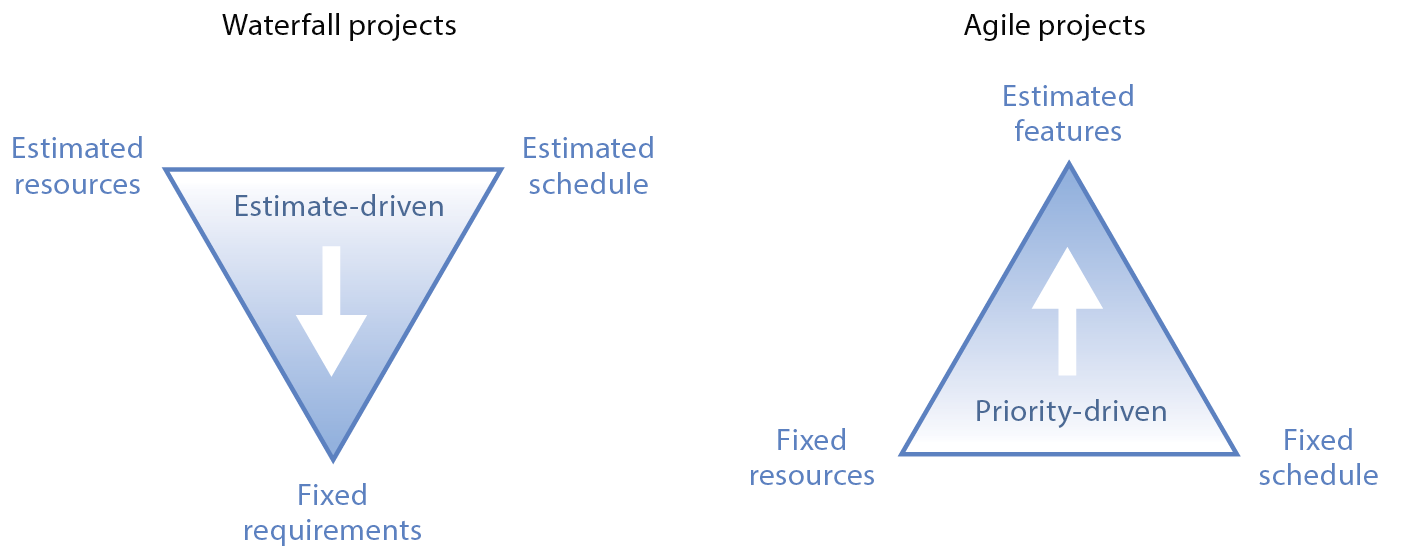 Waterfall projects
Estimated
resources
Estimated
schedule
Estimate-driven
Fixed
requirements
Agile projects
Estimated
features
Priority-driven
Fixed
resources
Fixed
schedule